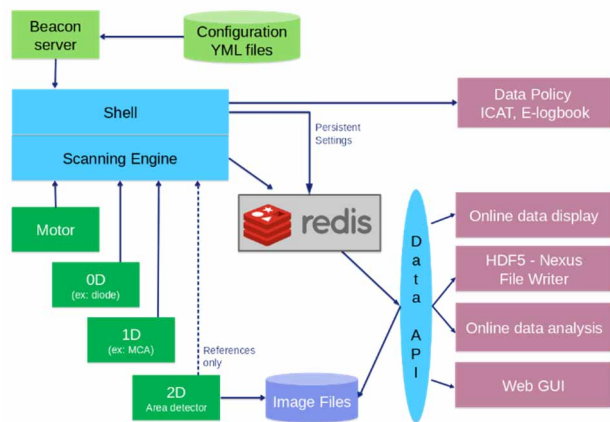 Beacon
server
Configuration
YML files
Shell
Scanning Engine
Persistent
Settings
Data Policy
ICAT, E-logbook
redis
Motor
0D
(ex: diode)
1D
(ex: MCA)
References
only
2D
Area detector
Image Files
Data API
Online data display
HDF5 - Nexus
File Writer
Online data analysis
Web GUI